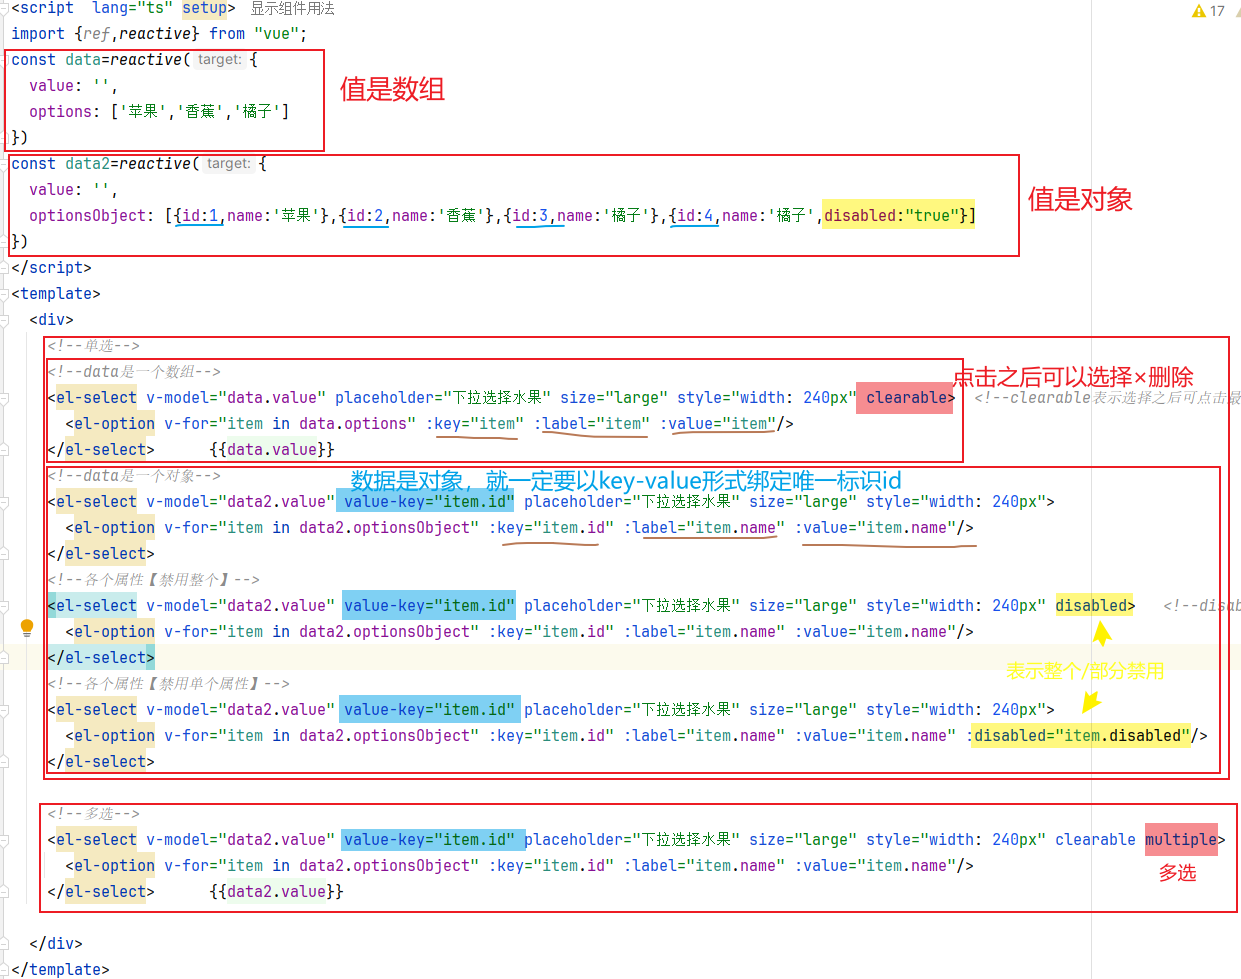 <script lang="ts" setup> 显示组件用法
17
import {ref,reactive} from "vue";
const data=reactive( target: {
value: '',
值是数组
options: ['苹果','香蕉','橘子']
})
const data2=reactive( target: {
value: '',
optionsObject: [{id:1,name:'苹果'},{id:2,name:'香蕉'},{id:3,name:'橘子'},{id:4,name:'橘子',disabled:"true"}]
值是对象
})
</script>
<template>
<div>
<!--单选-->
<!--data是一个数组-->
点击之后可以选择×删除
<el-select v-model="data.value" placeholder="下拉选择水果" size="large" style="width: 240px" clearable> <!--clearable表示选择之后可点击最
<el-option v-for="item in data.options" :key="item" :label="item" :value="item"/>
</el-select> {{data.value}}
<!--data是一个对象-->
数据是对象，就一定要以key-value形式绑定唯一标识id
<el-select v-model="data2.value" value-key="item.id" placeholder="下拉选择水果" size="large" style="width: 240px">
<el-option v-for="item in data2.optionsObject" :key="item.id" :label="item.name" :value="item.name"/>
</el-select>
<!--各个属性【禁用整个】-->
<el-select v-model="data2.value" value-key="item.id" placeholder="下拉选择水果" size="large" style="width: 240px" disabled> <!--disab
<el-option v-for="item in data2.optionsObject" :key="item.id" :label="item.name" :value="item.name"/>
</el-select>
表示整个/部分禁用
<!--各个属性【禁用单个属性】-->
<el-select v-model="data2.value" value-key="item.id" placeholder="下拉选择水果" size="large" style="width: 240px">
<el-option v-for="item in data2.optionsObject" :key="item.id" :label="item.name" :value="item.name" :disabled="item.disabled"/>
</el-select>
<!--多选-->
<el-select v-model="data2.value" value-key="item.id" placeholder="下拉选择水果" size="large" style="width: 240px" clearable multiple>
<el-option v-for="item in data2.optionsObject" :key="item.id" :label="item.name" :value="item.name"/>
多选
</el-select> {{data2.value}}
</div>
</template>